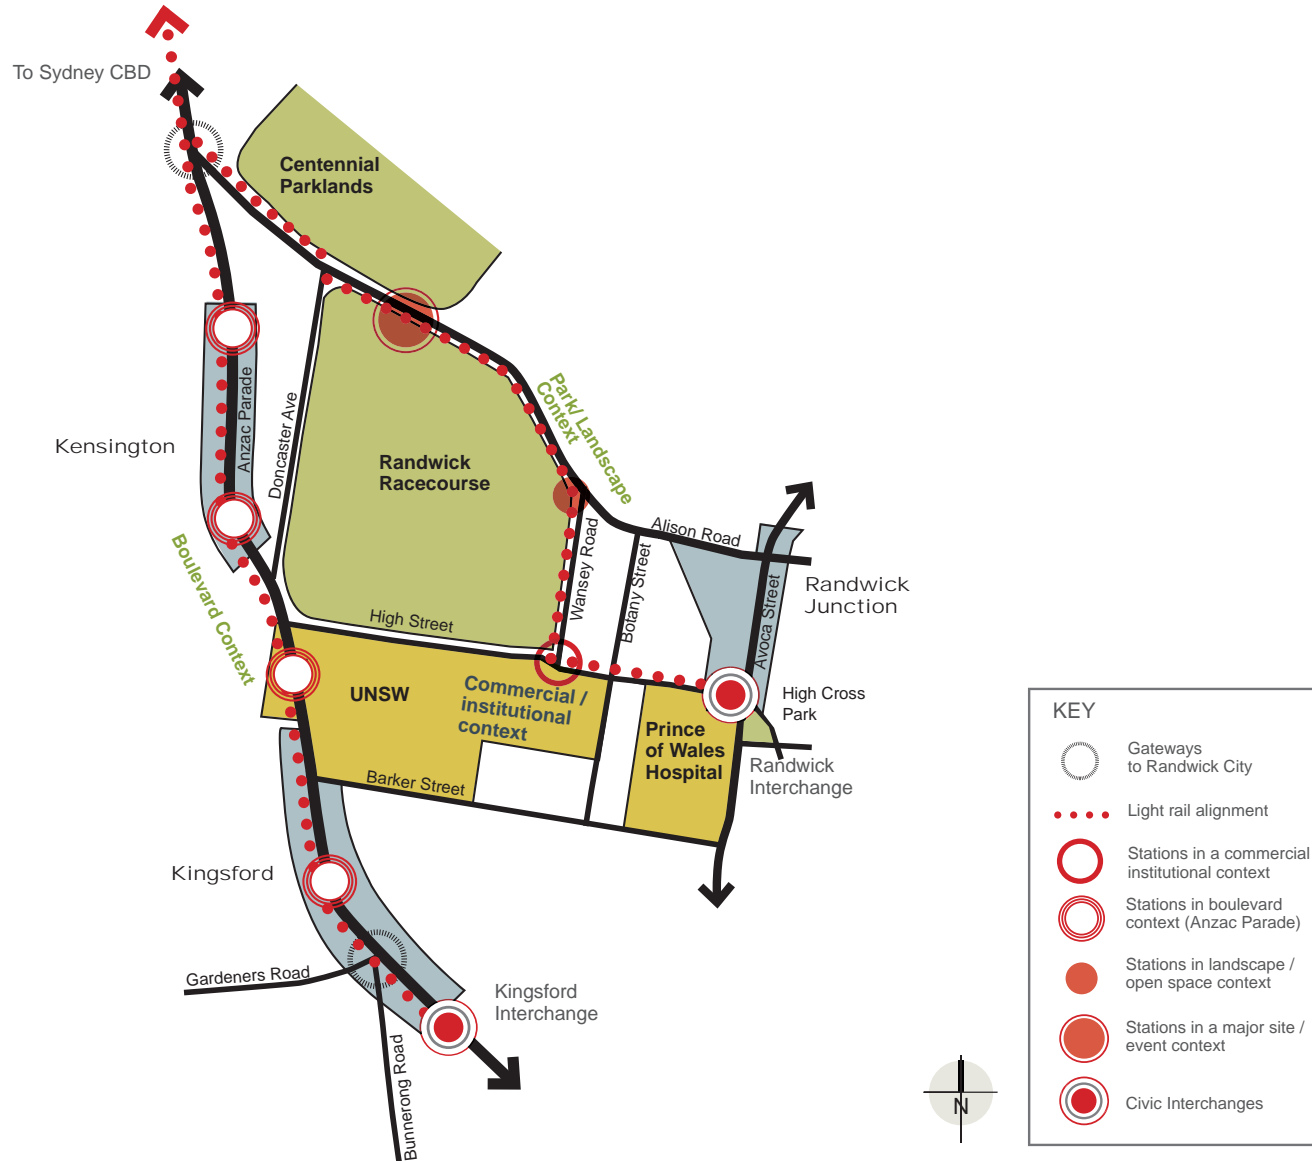 To Sydney CBD
Centennial
Parklands
Kensington
Anzac Parade
Doncaster Ave
Randwick
Racecourse
Park/ Landscape
Context
Boulevard Context
Wansey Road
Botany Street
Alison Road
Avoca Street
Randwick
Junction
High Street
UNSW
Commercial /
institutional
context
Prince
of Wales
Hospital
High Cross
Park
Randwick
Interchange
Barker Street
Kingsford
Gardeners Road
Bunnerong Road
Kingsford
Interchange
N
KEY
Gateways
to Randwick City
Light rail alignment
Stations in a commercial
institutional context
Stations in boulevard
context (Anzac Parade)
Stations in landscape /
open space context
Stations in a major site /
event context
Civic Interchanges